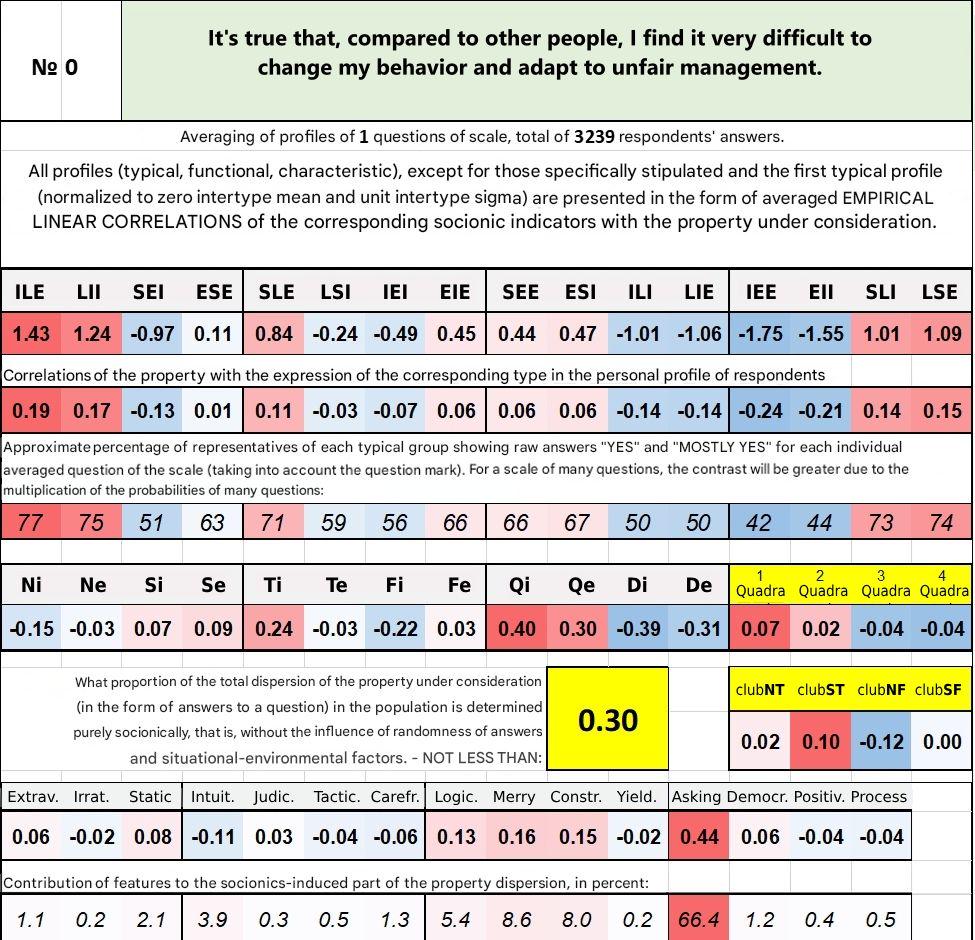 № 0
It's true that, compared to other people, I find it very difficult to
change my behavior and adapt to unfair management.
Averaging of profiles of 1 questions of scale, total of 3239 respondents' answers.
All profiles (typical, functional, characteristic), except for those specifically stipulated and the first typical profile
(normalized to zero intertype mean and unit intertype sigma) are presented in the form of averaged EMPIRICAL
LINEAR CORRELATIONS of the corresponding socionic indicators with the property under consideration.
ILE LII SEI ESE SLE LSI IEI EIE SEE ESI ILI LIE IEE EII SLI LSE
1.43 1.24 -0.97 0.11 0.84 -0.24 -0.49 0.45 0.44 0.47 -1.01 -1.06 -1.75 -1.55 1.01 1.09
Correlations of the property with the expression of the corresponding type in the personal profile of respondents
0.19 0.17 -0.13 0.01 0.11 -0.03 -0.07 0.06 0.06 0.06 -0.14 -0.14 -0.24 -0.21 0.14 0.15
Approximate percentage of representatives of each typical group showing raw answers "YES" and "MOSTLY YES" for each individual
averaged question of the scale (taking into account the question mark). For a scale of many questions, the contrast will be greater due to the
multiplication of the probabilities of many questions:
77 75 51 63 71 59 56 66 66 67 50 50 42 44 73 74
Ni Ne Si Se Ti Te Fi Fe Qi Qe Di De 1 Quadra 2 Quadra 3 Quadra 4 Quadra
-0.15 -0.03 0.07 0.09 0.24 -0.03 -0.22 0.03 0.40 0.30 -0.39 -0.31 0.07 0.02 -0.04 -0.04
What proportion of the total dispersion of the property under consideration
(in the form of answers to a question) in the population is determined
purely socionically, that is, without the influence of randomness of answers
and situational-environmental factors. - NOT LESS THAN:
0.30
clubNT clubST clubNF clubSF
0.02 0.10 -0.12 0.00
Extrav. Irrat. Static Intuit. Judic. Tactic. Carefr. Logic. Merry Constr. Yield. Asking Democr. Positiv. Process
0.06 -0.02 0.08 -0.11 0.03 -0.04 -0.06 0.13 0.16 0.15 -0.02 0.44 0.06 -0.04 -0.04
Contribution of features to the socionics-induced part of the property dispersion, in percent:
1.1 0.2 2.1 3.9 0.3 0.5 1.3 5.4 8.6 8.0 0.2 66.4 1.2 0.4 0.5